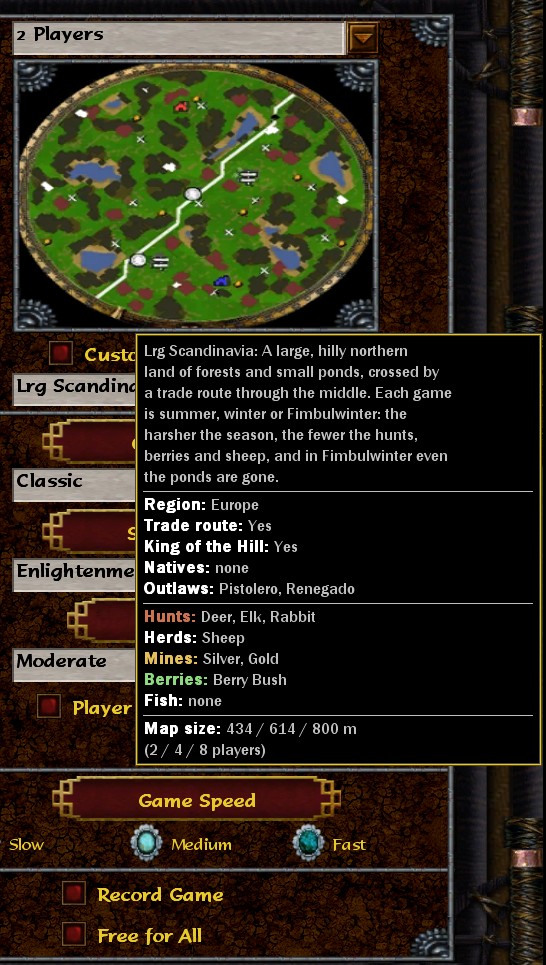 2 Players
Custo
Lrg Scandina
Lrg Scandinavia: A large, hilly northern
land of forests and small ponds, crossed by
a trade route through the middle. Each game
is summer, winter or Fimbulwinter: the
harsher the season, the fewer the hunts,
berries and sheep, and in Fimbulwinter even
the ponds are gone.
Classic
Region: Europe
Trade route: Yes
King of the Hill: Yes
Natives: none
Outlaws: Pistolero, Renegado
Enlightenme
Hunts: Deer, Elk, Rabbit
Herds: Sheep
Mines: Silver, Gold
Berries: Berry Bush
Fish: none
Moderate
Player
Map size: 434 / 614 / 800 m
(2 / 4 / 8 players)
Game Speed
Slow Medium Fast
Record Game
Free for All